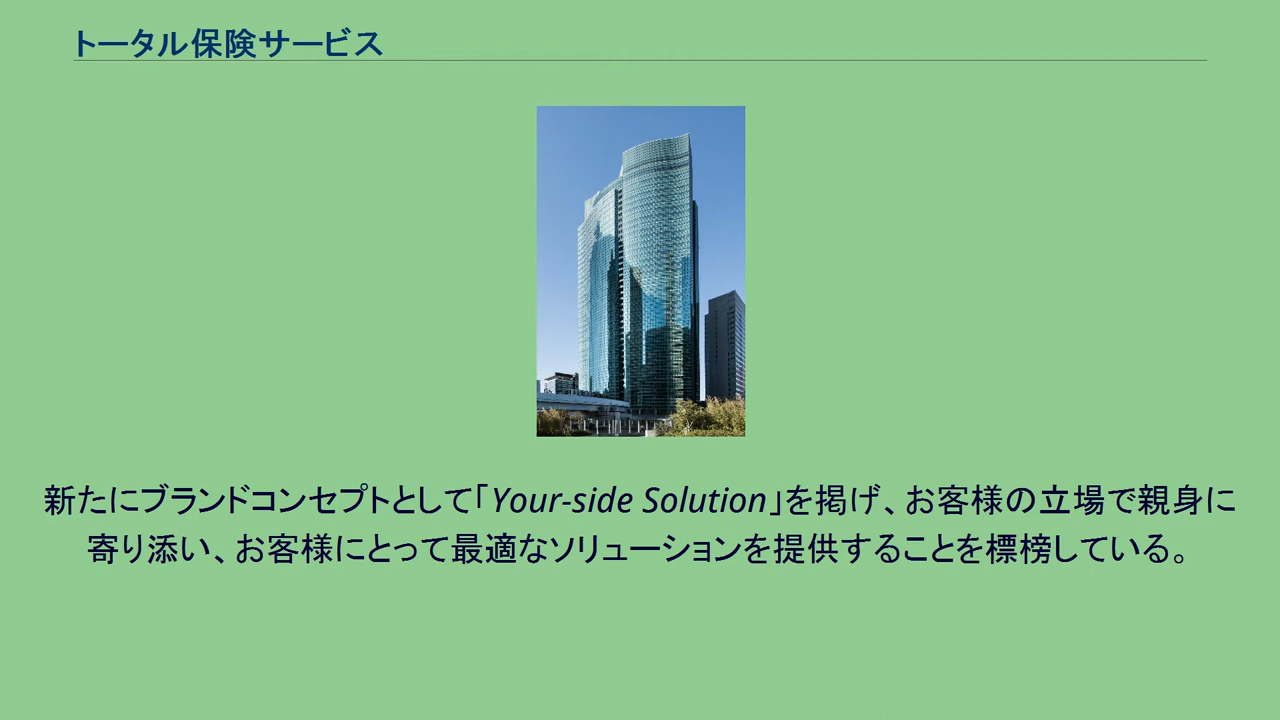 トータル保険サービス
新たにブランドコンセプトとして「Your-side Solution」を掲げ、お客様の立場で親身に
寄り添い、お客様にとって最適なソリューションを提供することを標榜している。